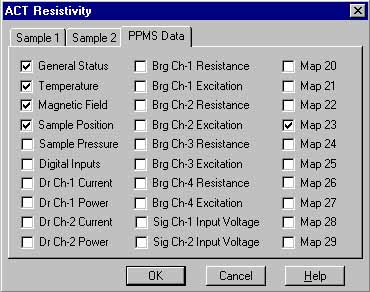 ACT Resistivity
Sample 1 Sample 2 PPMS Data
General Status Brg Ch-1 Resistance Map 20
Temperature Brg Ch-1 Excitation Map 21
Magnetic Field Brg Ch-2 Resistance Map 22
Sample Position Brg Ch-2 Excitation Map 23
Sample Pressure Brg Ch-3 Resistance Map 24
Digital Inputs Brg Ch-3 Excitation Map 25
Dr Ch-1 Current Brg Ch-4 Resistance Map 26
Dr Ch-1 Power Brg Ch-4 Excitation Map 27
Dr Ch-2 Current Sig Ch-1 Input Voltage Map 28
Dr Ch-2 Power Sig Ch-2 Input Voltage Map 29
OK Cancel Help